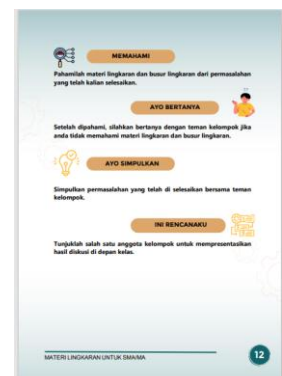 MEMAHAMI
Pahamilah materi lingkaran dan busur lingkaran dari permasalahan
yang telah kalian selesaikan.
AYO BERTANYA
Setelah dipahami, silahkan bertanya dengan teman kelompok jika
anda tidak memahami materi lingkaran dan busur lingkaran.
AYO SIMPULKAN
Simpulkan permasalahan yang telah di selesaikan bersama teman
kelompok.
INI RENCANAKU
Tunjuklah salah satu anggota kelompok untuk mempresentasikan
hasil diskusi di depan kelas.
MATERI LINGKARAN UNTUK SMA/MA
12